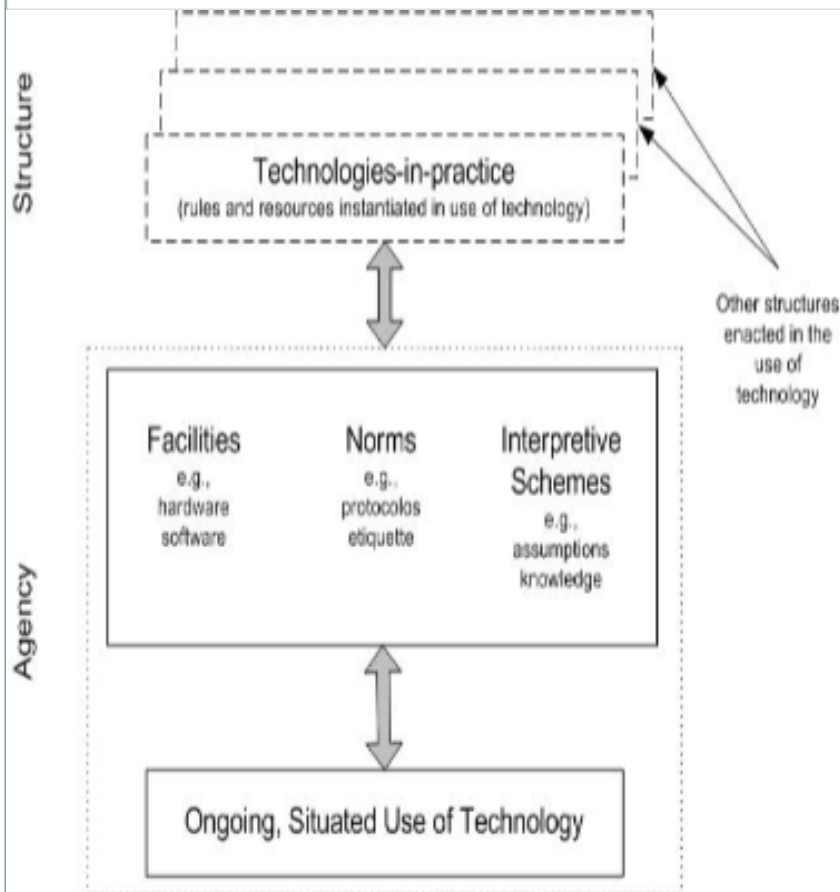 Structure
Technologies-in-practice
(rules and resources instantiated in use of technology)
Other structures
enacted in the
use of
technology
Agency
Facilities
e.g.,
hardware
software
Norms
e.g.,
protocolos
etiquette
Interpretive
Schemes
e.g.,
assumptions
knowledge
Ongoing, Situated Use of Technology